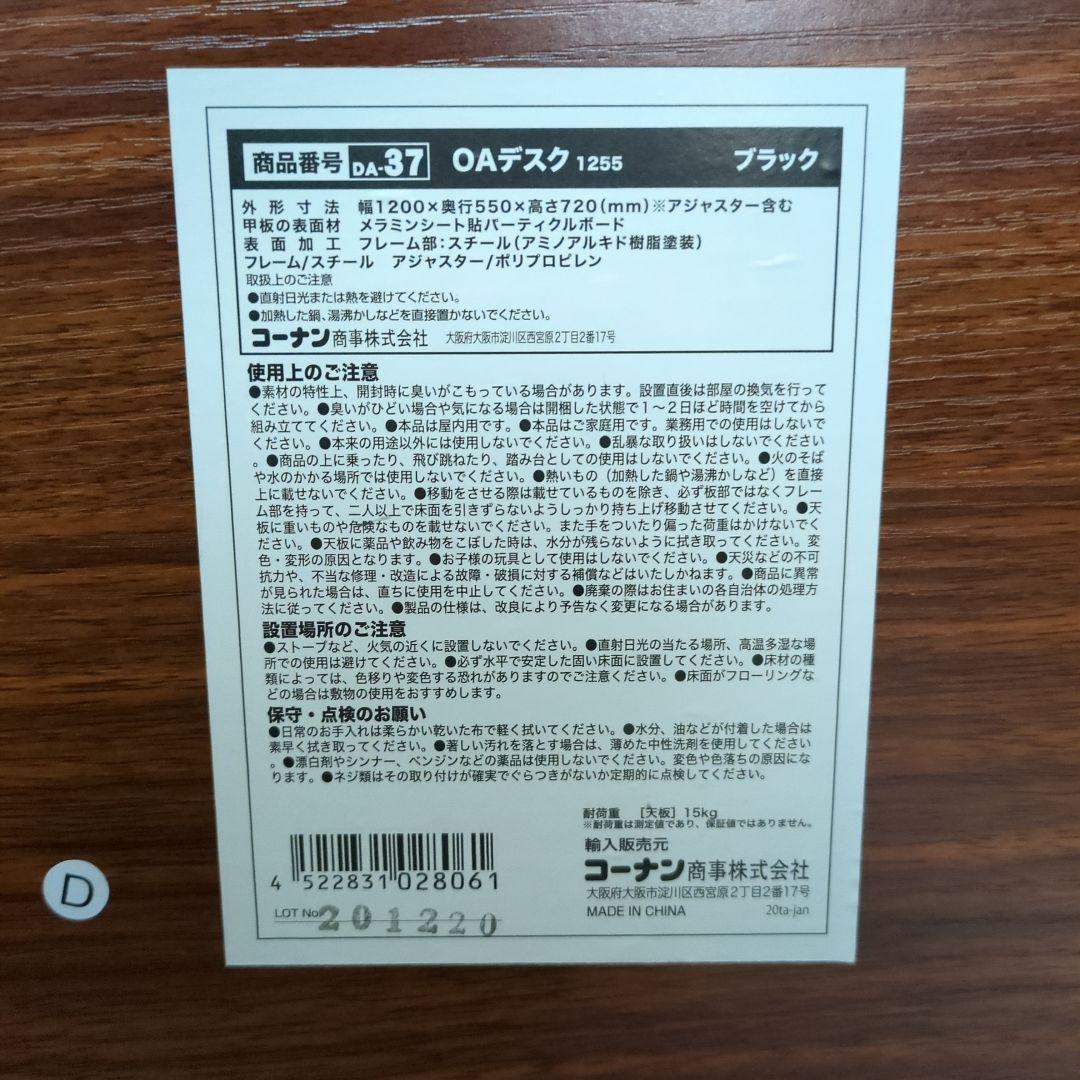 商品番号 DA-37 OAデスク 1255 ブラック
外形寸法 幅1200×奥行550×高さ720(mm)※アジャスター含む
甲板の表面材 メラミンシート貼パーティクルボード
表面加工 フレーム部:スチール(アミノアルキド樹脂塗装)
フレーム/スチール アジャスター/ポリプロピレン
取扱上のご注意
●直射日光または熱を避けてください。
●加熱した鍋、湯沸かしなどを直接置かないでください。
コーナン商事株式会社 大阪府大阪市淀川区西宮原2丁目2番17号
使用上のご注意
●素材の特性上、開封時に臭いがこもっている場合があります。設置直後は部屋の換気を行って
ください。●臭いがひどい場合や気になる場合は開梱した状態で1～2日ほど時間を空けてから
組み立ててください。●本品は屋内用です。●本品はご家庭用です。業務用での使用はしないで
ください。●本来の用途以外には使用しないでください。●乱暴な取り扱いはしないでください
。●商品の上に乗ったり、飛び跳ねたり、踏み台としての使用はしないでください。●火のそば
や水のかかる場所では使用しないでください。●熱いもの（加熱した鍋や湯沸かしなど）を直接
上に載せないでください。●移動をさせる際は載せているものを除き、必ず板部ではなくフレー
ム部を持って、二人以上で床面を引きずらないようしっかり持ち上げ移動させてください。●天
板に重いものや危険なものを載せないでください。また手をついたり偏った荷重はかけないでく
ださい。●天板に薬品や飲み物をこぼした時は、水分が残らないように拭き取ってください。変
色・変形の原因となります。●お子様の玩具として使用はしないでください。●天災などの不可
抗力や、不当な修理・改造による故障・破損に対する補償などはいたしかねます。●商品に異常
が見られた場合は、直ちに使用を中止してください。●廃棄の際はお住まいの各自治体の処理方
法に従ってください。●製品の仕様は、改良により予告なく変更になる場合があります。
設置場所のご注意
●ストーブなど、火気の近くに設置しないでください。●直射日光の当たる場所、高温多湿な場
所での使用は避けてください。●必ず水平で安定した固い床面に設置してください。●床材の種
類によっては、色移りや変色する恐れがありますのでご注意ください。●床面がフローリングな
どの場合は敷物の使用をおすすめします。
保守・点検のお願い
●日常のお手入れは柔らかい乾いた布で軽く拭いてください。●水分、油などが付着した場合は
素早く拭き取ってください。●著しい汚れを落とす場合は、薄めた中性洗剤を使用してください
。●漂白剤やシンナー、ベンジンなどの薬品は使用しないでください。変色や色落ちの原因にな
ります。●ネジ類はその取り付けが確実でぐらつきがないか定期的に点検してください。
耐荷重 [天板] 15kg
※耐荷重は測定値であり、保証値ではありません。
輸入販売元
コーナン商事株式会社
大阪府大阪市淀川区西宮原2丁目2番17号
MADE IN CHINA 20ta-jan
4 522831 028061
LOT No 201220
D